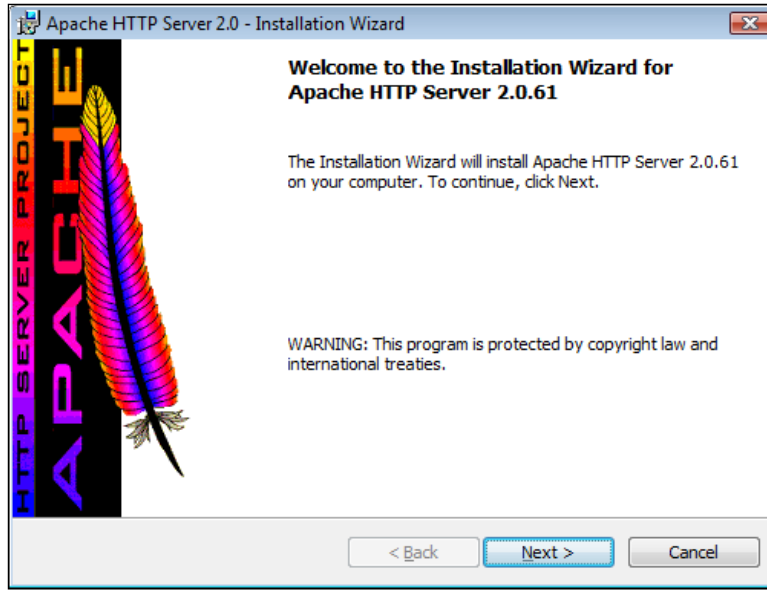 Apache HTTP Server 2.0 - Installation Wizard
HTTP SERVER PROJECT
APACHE
Welcome to the Installation Wizard for
Apache HTTP Server 2.0.61
The Installation Wizard will install Apache HTTP Server 2.0.61
on your computer. To continue, click Next.
WARNING: This program is protected by copyright law and
international treaties.
< Back Next > Cancel